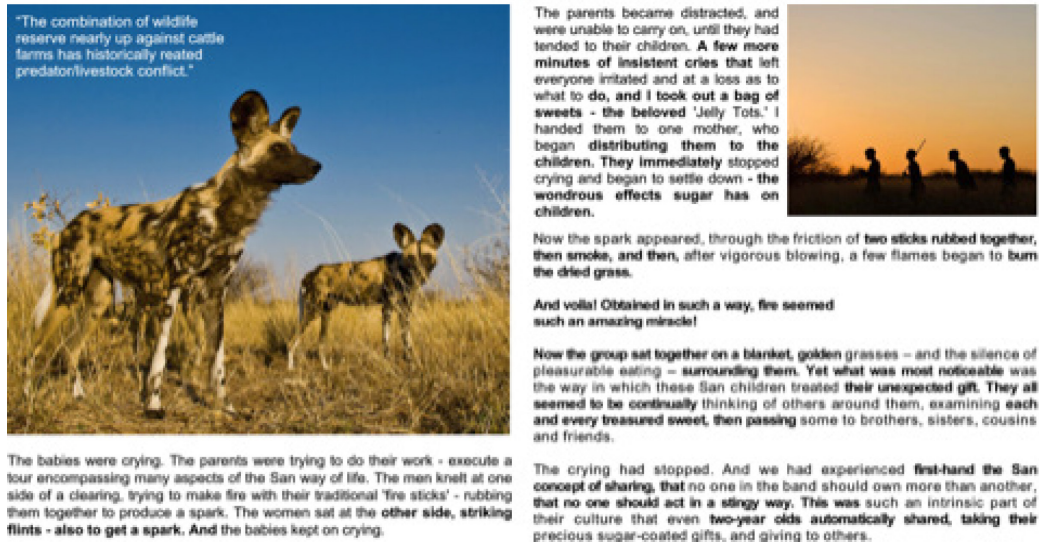 "The combination of wildlife
reserve nearly up against cattle
farms has historically reated
predator/livestock conflict."
The babies were crying. The parents were trying to do their work - execute a
tour encompassing many aspects of the San way of life. The men knelt at one
side of a clearing, trying to make fire with their traditional 'fire sticks' - rubbing
them together to produce a spark. The women sat at the other side, striking
flints - also to get a spark. And the babies kept on crying.
The parents became distracted, and
were unable to carry on, until they had
tended to their children. A few more
minutes of insistent cries that left
everyone irritated and at a loss as to
what to do, and I took out a bag of
sweets - the beloved 'Jelly Tots.' I
handed them to one mother, who
began distributing them to the
children. They immediately stopped
crying and began to settle down - the
wondrous effects sugar has on
children.
Now the spark appeared, through the friction of two sticks rubbed together,
then smoke, and then, after vigorous blowing, a few flames began to burn
the dried grass.
And voila! Obtained in such a way, fire seemed
such an amazing miracle!
Now the group sat together on a blanket, golden grasses – and the silence of
pleasurable eating – surrounding them. Yet what was most noticeable was
the way in which these San children treated their unexpected gift. They all
seemed to be continually thinking of others around them, examining each
and every treasured sweet, then passing some to brothers, sisters, cousins
and friends.
The crying had stopped. And we had experienced first-hand the San
concept of sharing, that no one in the band should own more than another,
that no one should act in a stingy way. This was such an intrinsic part of
their culture that even two-year olds automatically shared, taking their
precious sugar-coated gifts, and giving to others.